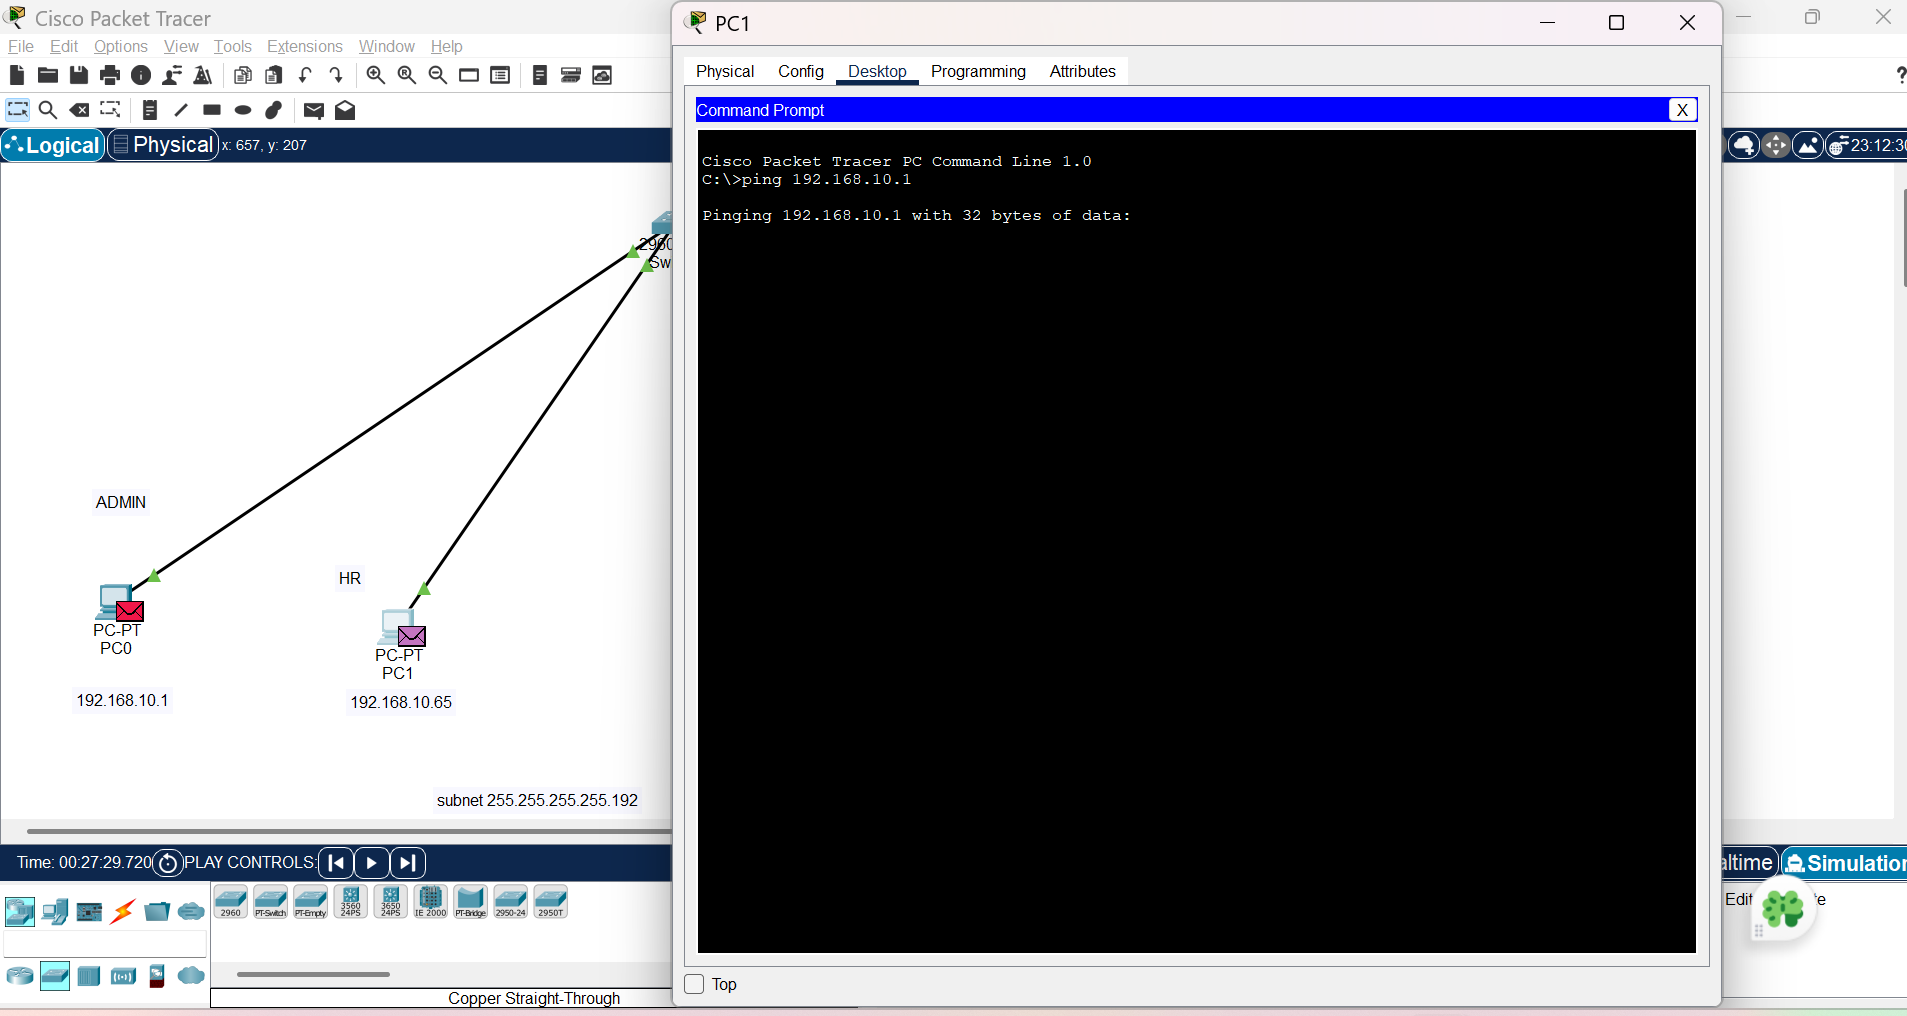 Cisco Packet Tracer
File Edit Options View Tools Extensions Window Help
Logical Physical x: 657, y: 207
2960
Sw
ADMIN
PC-PT
PC0
192.168.10.1
HR
PC-PT
PC1
192.168.10.65
subnet 255.255.255.255.192
Time: 00:27:29.720 PLAY CONTROLS:
2960 PT-Switch PT-Empty 3560 24PS 3650 24PS IE 2000 PT-Bridge 2950-24 2950T
Copper Straight-Through
PC1
Physical Config Desktop Programming Attributes
Command Prompt X
Cisco Packet Tracer PC Command Line 1.0
C:\>ping 192.168.10.1
Pinging 192.168.10.1 with 32 bytes of data:
Top
?
23:12:30
altime Simulation
Edit